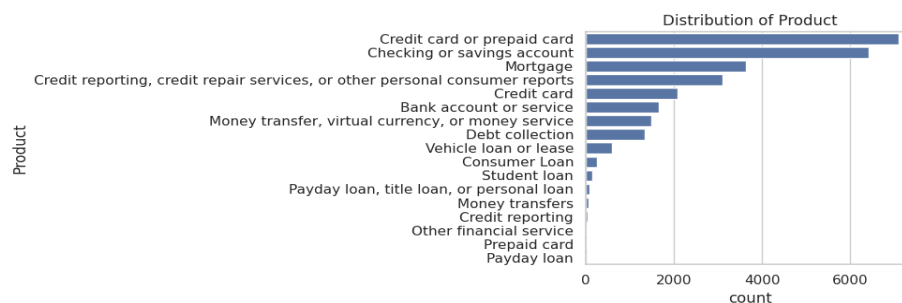 Distribution of Product
Credit card or prepaid card
Checking or savings account
Mortgage
Credit reporting, credit repair services, or other personal consumer reports
Credit card
Bank account or service
Money transfer, virtual currency, or money service
Debt collection
Vehicle loan or lease
Consumer Loan
Student loan
Payday loan, title loan, or personal loan
Money transfers
Credit reporting
Other financial service
Prepaid card
Payday loan
Product
0 2000 4000 6000
count